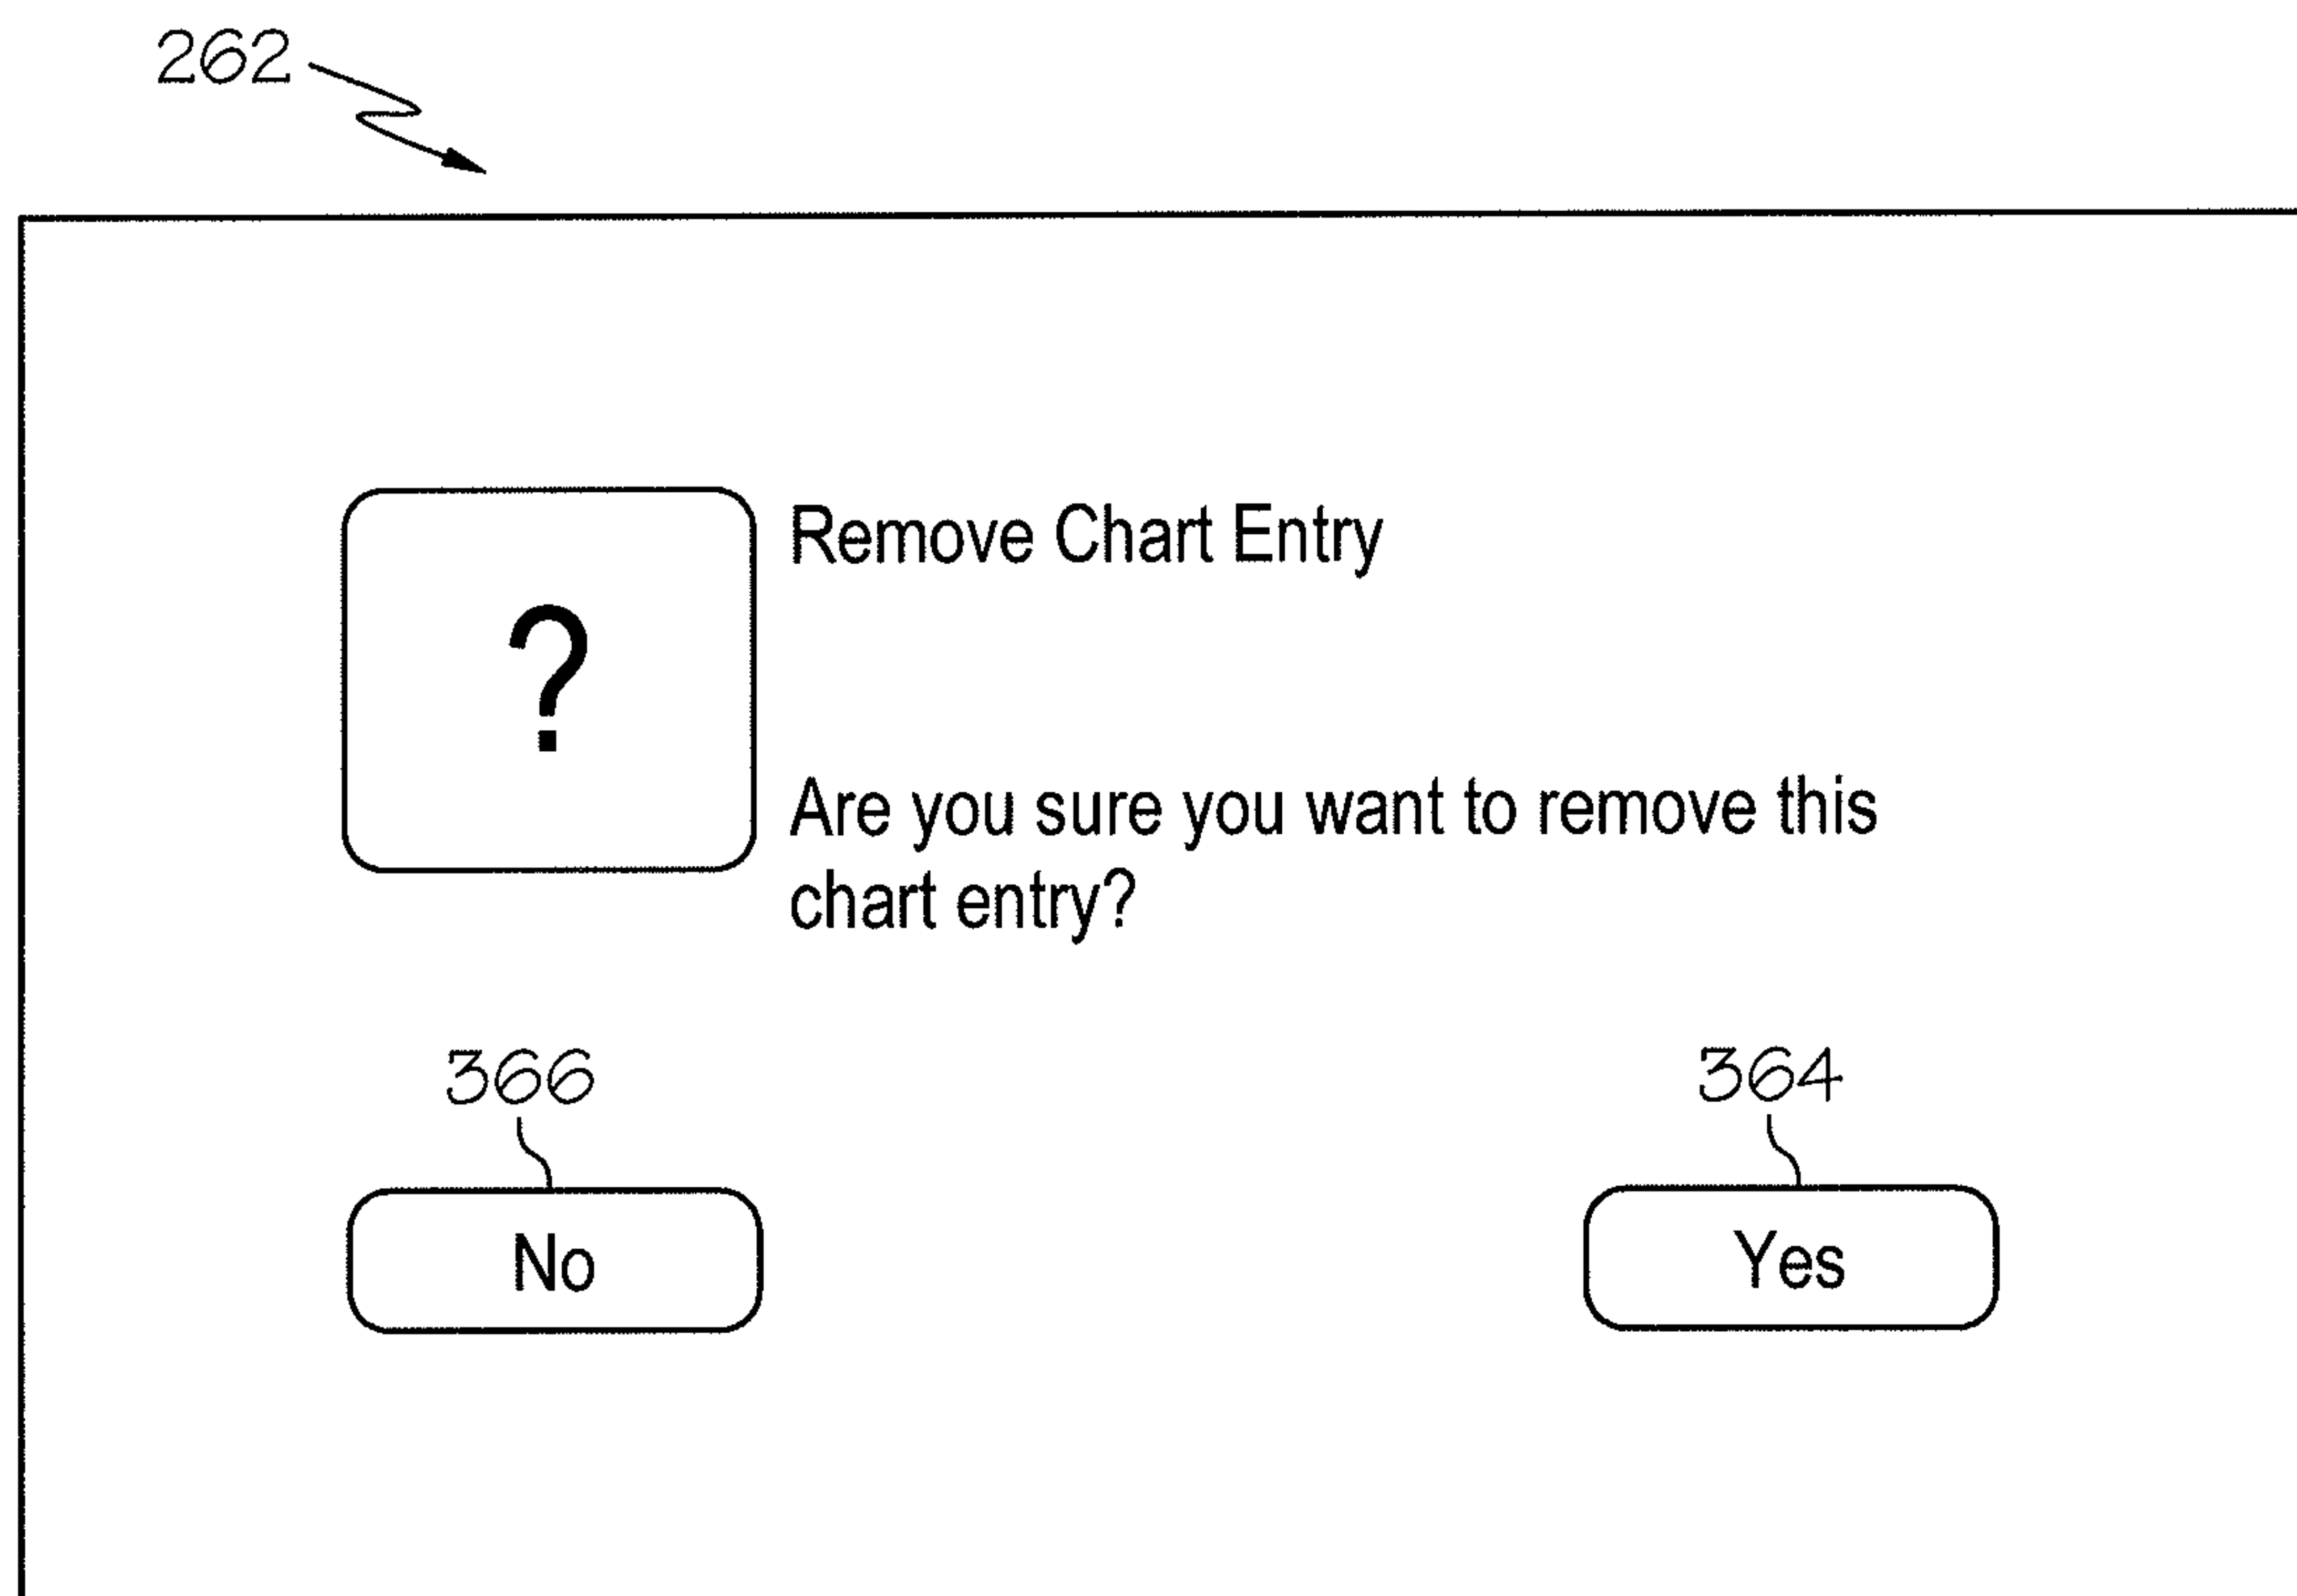 262
Remove Chart Entry
?
Are you sure you want to remove this
chart entry?
366
364
No
Yes